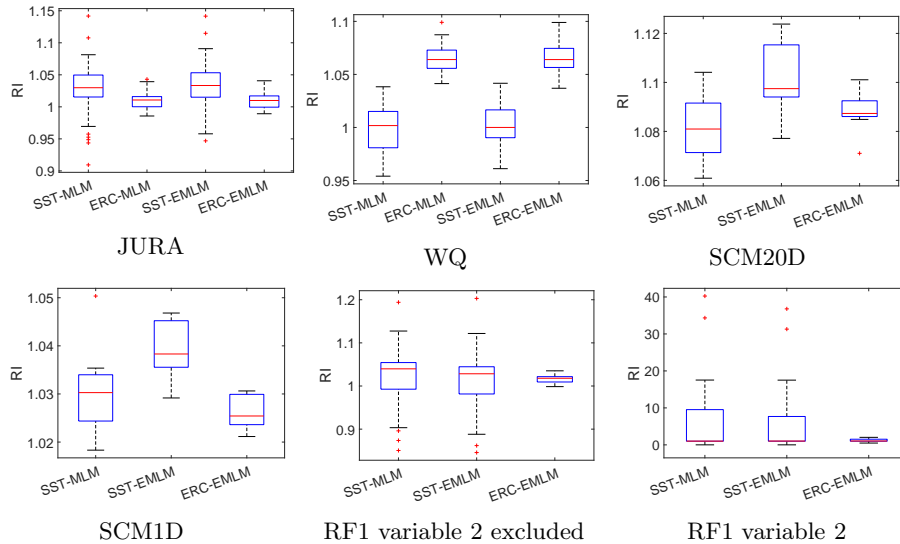 RI
1.15
1.1
1.05
1
0.95
0.9
SST-MLM
ERC-MLM
SST-EMLM
ERC-EMLM
JURA
RI
1.1
1.05
1
0.95
SST-MLM
ERC-MLM
SST-EMLM
ERC-EMLM
WQ
RI
1.12
1.1
1.08
1.06
SST-MLM
SST-EMLM
ERC-EMLM
SCM20D
RI
1.05
1.04
1.03
1.02
SST-MLM
SST-EMLM
ERC-EMLM
SCM1D
RI
1.2
1.1
1
0.9
SST-MLM
SST-EMLM
ERC-EMLM
RF1 variable 2 excluded
RI
40
30
20
10
0
SST-MLM
SST-EMLM
ERC-EMLM
RF1 variable 2